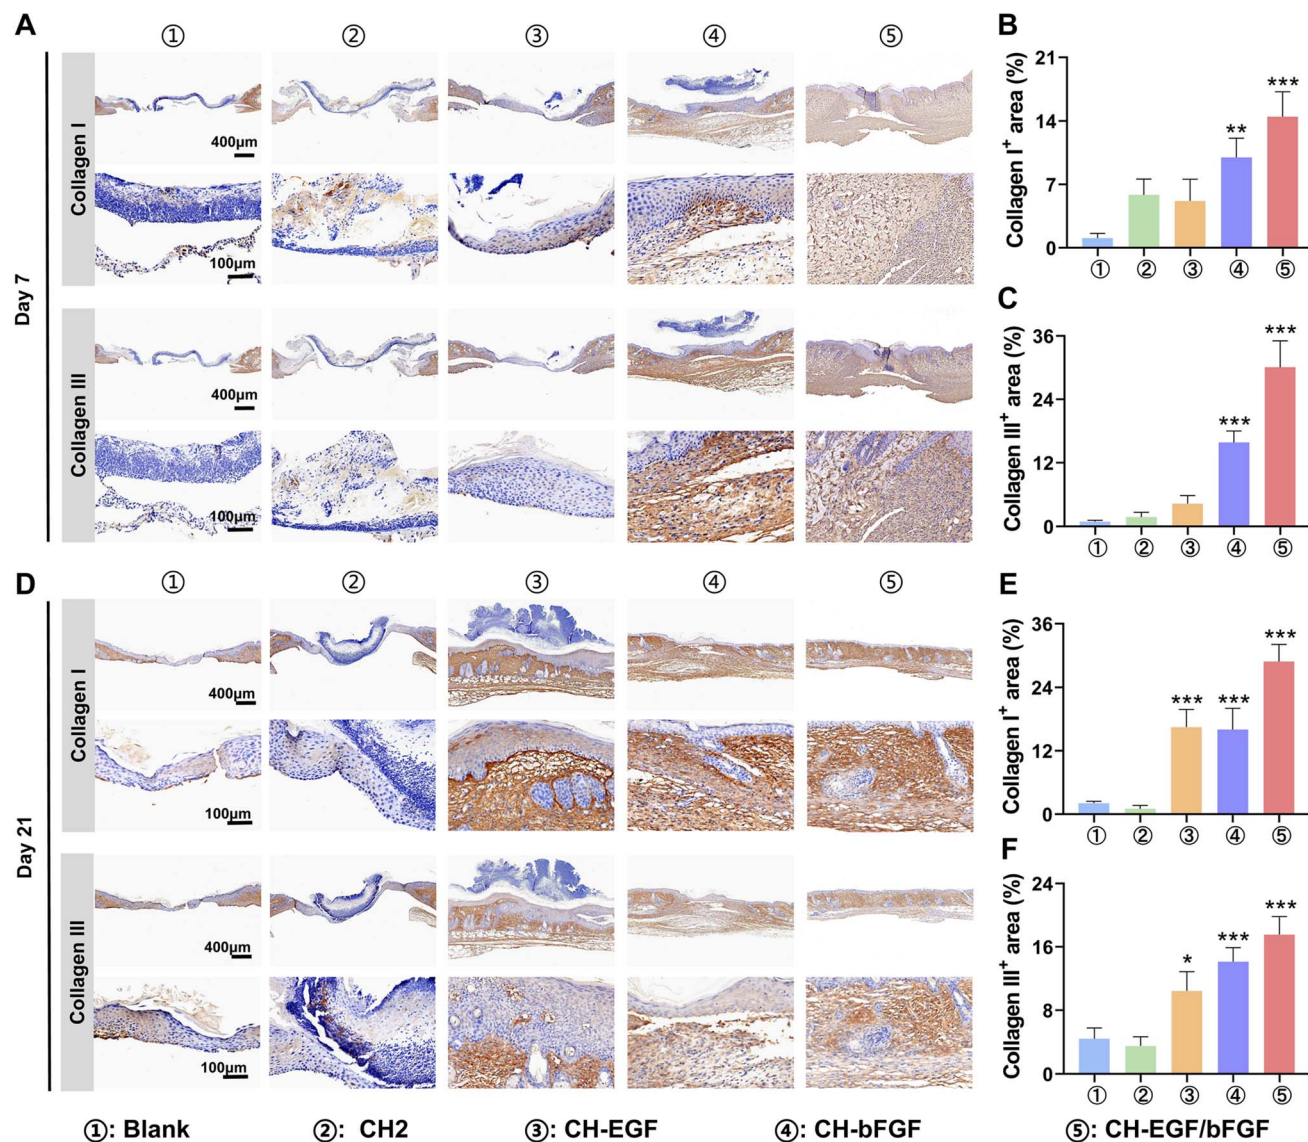 A
① ② ③ ④ ⑤
Day 7
Collagen I
400μm
100μm
Collagen III
400μm
100μm
B
Collagen I⁺ area (%)
21
14
7
0
** ***
① ② ③ ④ ⑤
C
Collagen III⁺ area (%)
36
24
12
0
*** ***
① ② ③ ④ ⑤
D
① ② ③ ④ ⑤
Day 21
Collagen I
400μm
100μm
Collagen III
400μm
100μm
E
Collagen I⁺ area (%)
36
24
12
0
*** *** ***
① ② ③ ④ ⑤
F
Collagen III⁺ area (%)
24
16
8
0
* *** ***
① ② ③ ④ ⑤
①: Blank ②: CH2 ③: CH-EGF ④: CH-bFGF ⑤: CH-EGF/bFGF